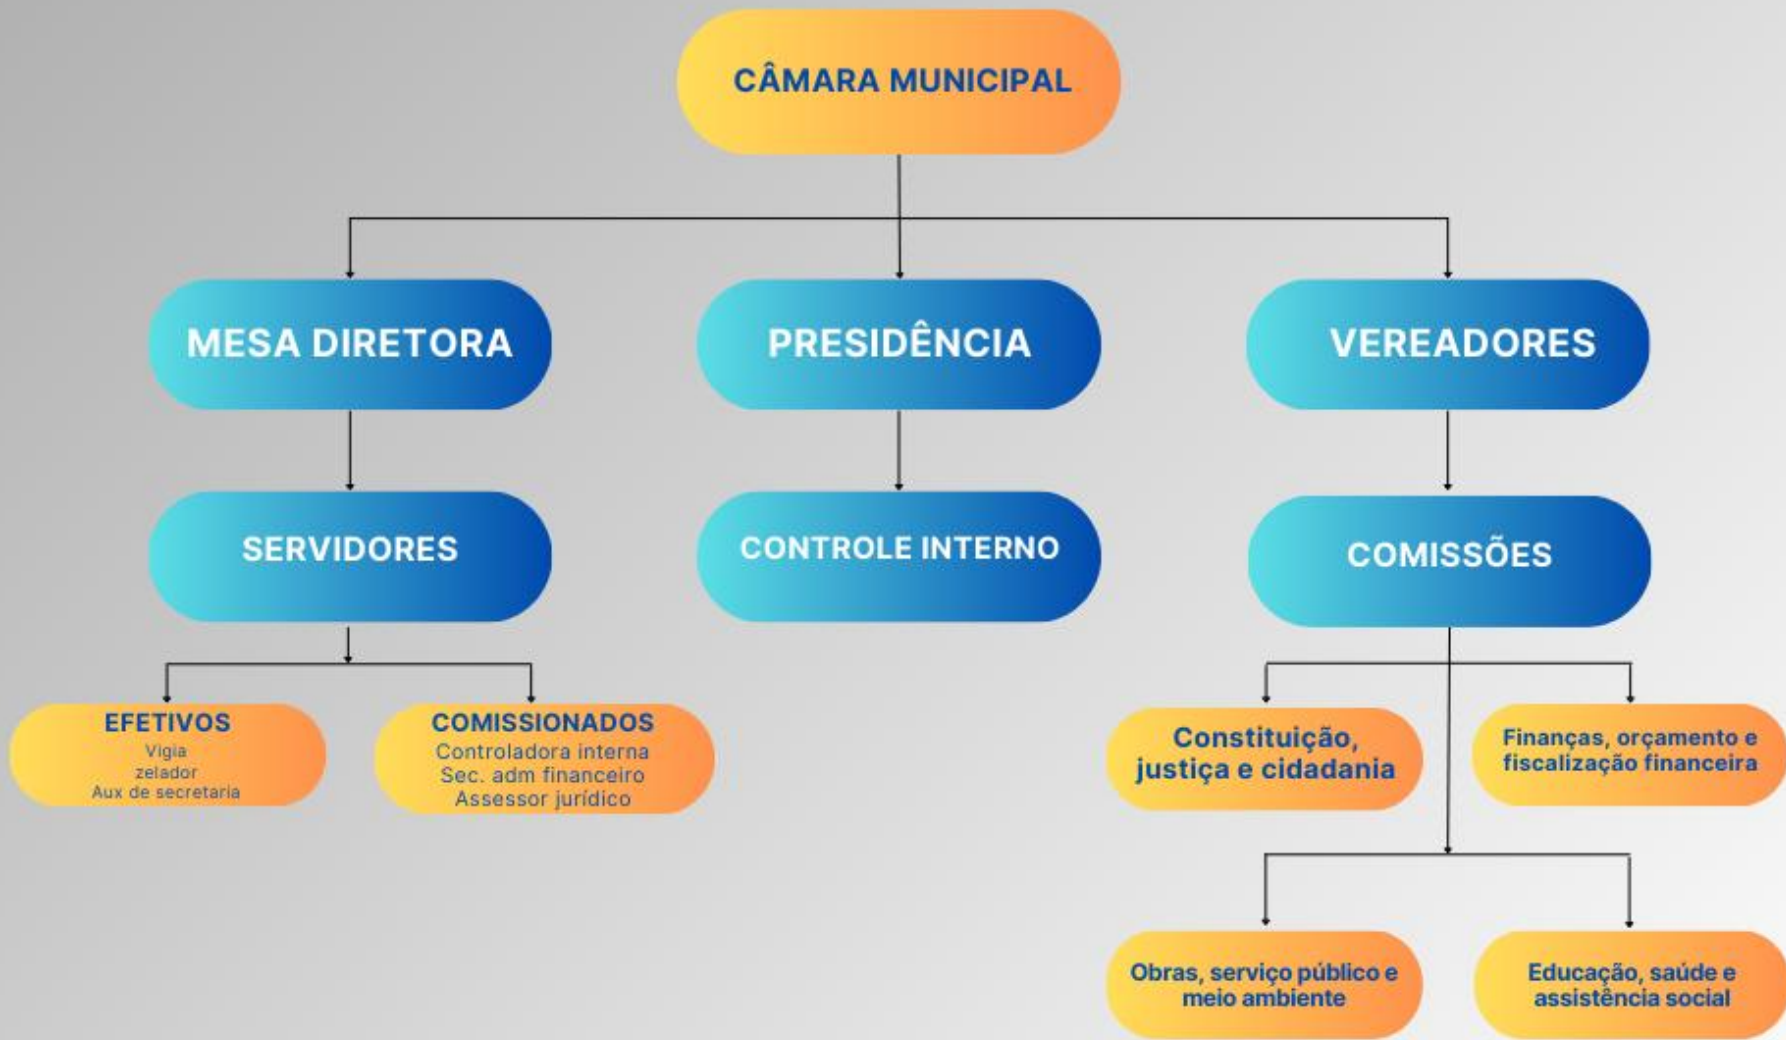 CÂMARA MUNICIPAL
MESA DIRETORA
PRESIDÊNCIA
VEREADORES
SERVIDORES
CONTROLE INTERNO
COMISSÕES
EFETIVOS
Vigia
zelador
Aux de secretaria
COMISSIONADOS
Controladora interna
Sec. adm financeiro
Assessor jurídico
Constituição,
justiça e cidadania
Finanças, orçamento e
fiscalização financeira
Obras, serviço público e
meio ambiente
Educação, saúde e
assistência social